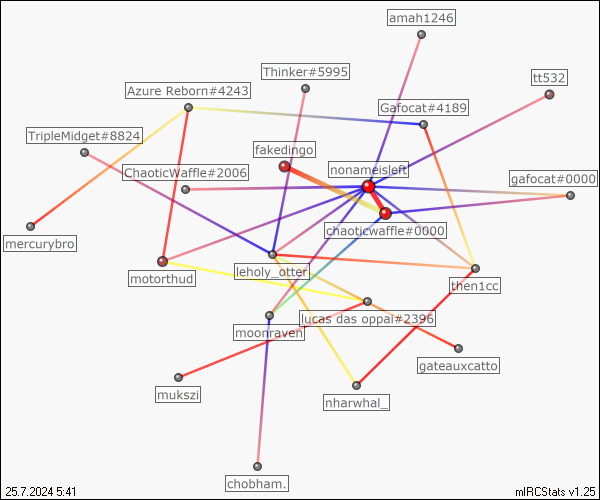 amah1246
Thinker#5995
tt532
Azure Reborn#4243
Gafocat#4189
TripleMidget#8824
fakedingo
nonameisleft
ChaoticWaffle#2006
gafocat#0000
chaoticwaffle#0000
mercurybro
motorthud
leholy_otter
then1cc
lucas das oppai#2396
moonraven
gateauxcatto
mukszi
nharwhal_
chobham.
25.7.2024 5:41
mIRCStats v1.25